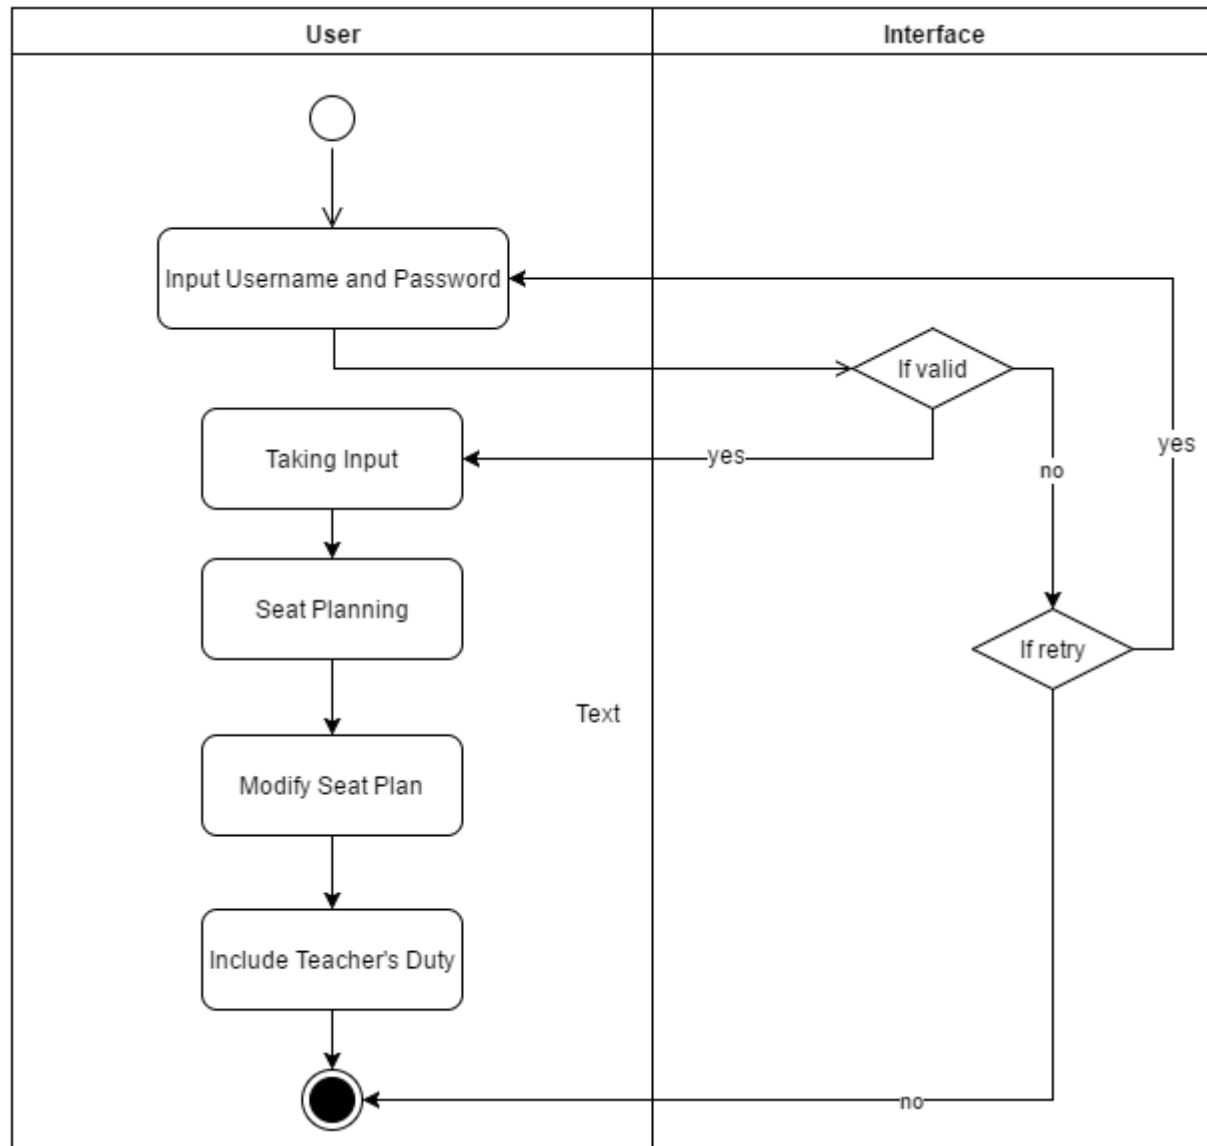 User
Interface
Input Username and Password
If valid
Taking Input
yes
yes
no
Seat Planning
If retry
Text
Modify Seat Plan
Include Teacher's Duty
no